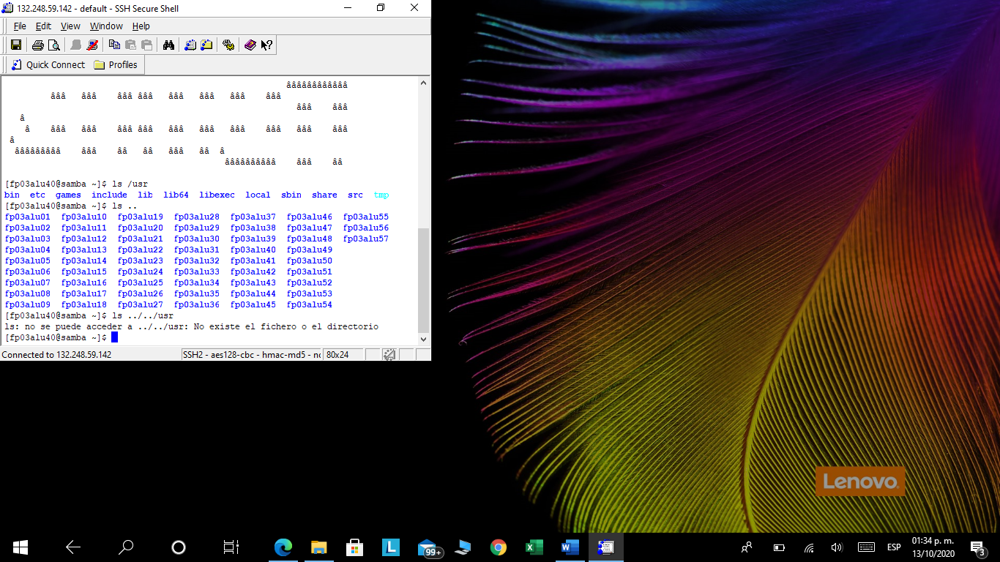 132.248.59.142 - default - SSH Secure Shell
File Edit View Window Help
Quick Connect Profiles
ââââââââââââ
âââ âââ âââ âââ âââ âââ âââ âââ
âââ âââ
â
â âââ âââ âââ âââ âââ âââ âââ âââ âââ âââ
â
âââââââââ âââ ââ ââ âââ ââ â
ââââââââââ âââ ââ
[fp03alu40@samba ~]$ ls /usr
bin etc games include lib lib64 libexec local sbin share src tmp
[fp03alu40@samba ~]$ ls ..
fp03alu01 fp03alu10 fp03alu19 fp03alu28 fp03alu37 fp03alu46 fp03alu55
fp03alu02 fp03alu11 fp03alu20 fp03alu29 fp03alu38 fp03alu47 fp03alu56
fp03alu03 fp03alu12 fp03alu21 fp03alu30 fp03alu39 fp03alu48 fp03alu57
fp03alu04 fp03alu13 fp03alu22 fp03alu31 fp03alu40 fp03alu49
fp03alu05 fp03alu14 fp03alu23 fp03alu32 fp03alu41 fp03alu50
fp03alu06 fp03alu15 fp03alu24 fp03alu33 fp03alu42 fp03alu51
fp03alu07 fp03alu16 fp03alu25 fp03alu34 fp03alu43 fp03alu52
fp03alu08 fp03alu17 fp03alu26 fp03alu35 fp03alu44 fp03alu53
fp03alu09 fp03alu18 fp03alu27 fp03alu36 fp03alu45 fp03alu54
[fp03alu40@samba ~]$ ls ../../usr
ls: no se puede acceder a ../../usr: No existe el fichero o el directorio
[fp03alu40@samba ~]$
Connected to 132.248.59.142 SSH2 - aes128-cbc - hmac-md5 - 80x24
Lenovo
L 99+ X W ESP 01:34 p. m.
13/10/2020 3